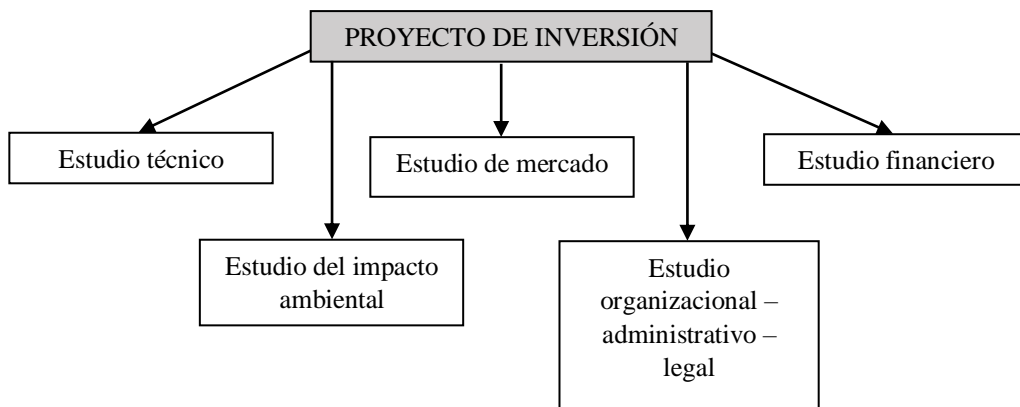 PROYECTO DE INVERSIÓN
Estudio técnico
Estudio de mercado
Estudio financiero
Estudio del impacto
ambiental
Estudio
organizacional –
administrativo –
legal